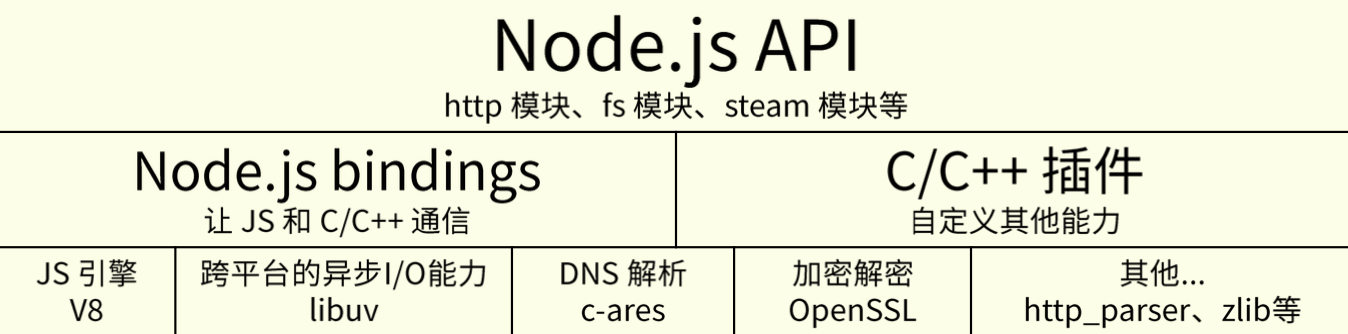 Node.js API
http 模块、fs 模块、steam 模块等
Node.js bindings
让 JS 和 C/C++ 通信
C/C++ 插件
自定义其他能力
JS 引擎
V8
跨平台的异步I/O能力
libuv
DNS 解析
c-ares
加密解密
OpenSSL
其他...
http_parser、zlib等